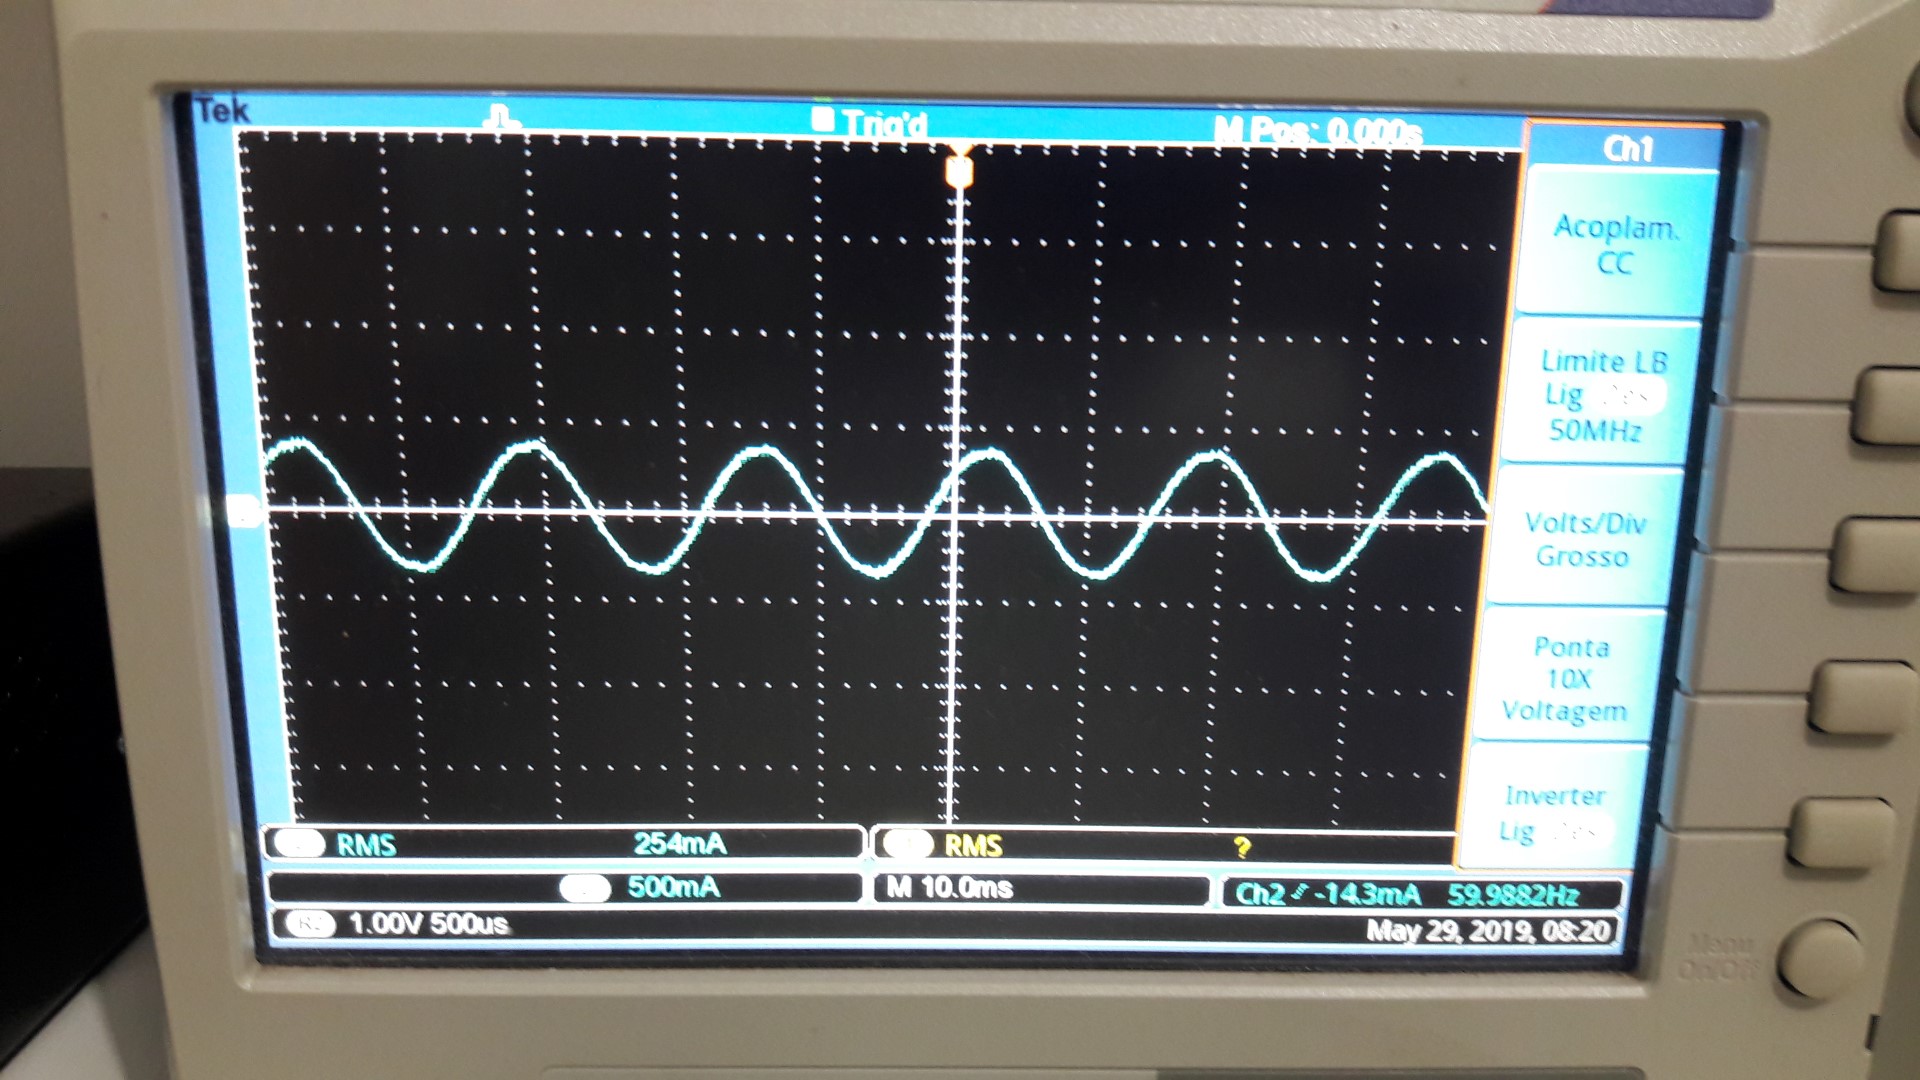 Tek
Trig'd
M Pos: 0.000s
Ch1
Acoplam.
CC
Limite LB
Lig Des
50MHz
Volts/Div
Grosso
Ponta
10X
Voltagem
Inverter
Lig Des
RMS 254mA
RMS ?
500mA
M 10.0ms
Ch2 -14.3mA 59.9882Hz
1.00V 500us
May 29, 2019, 08:20
Menu
On/Off